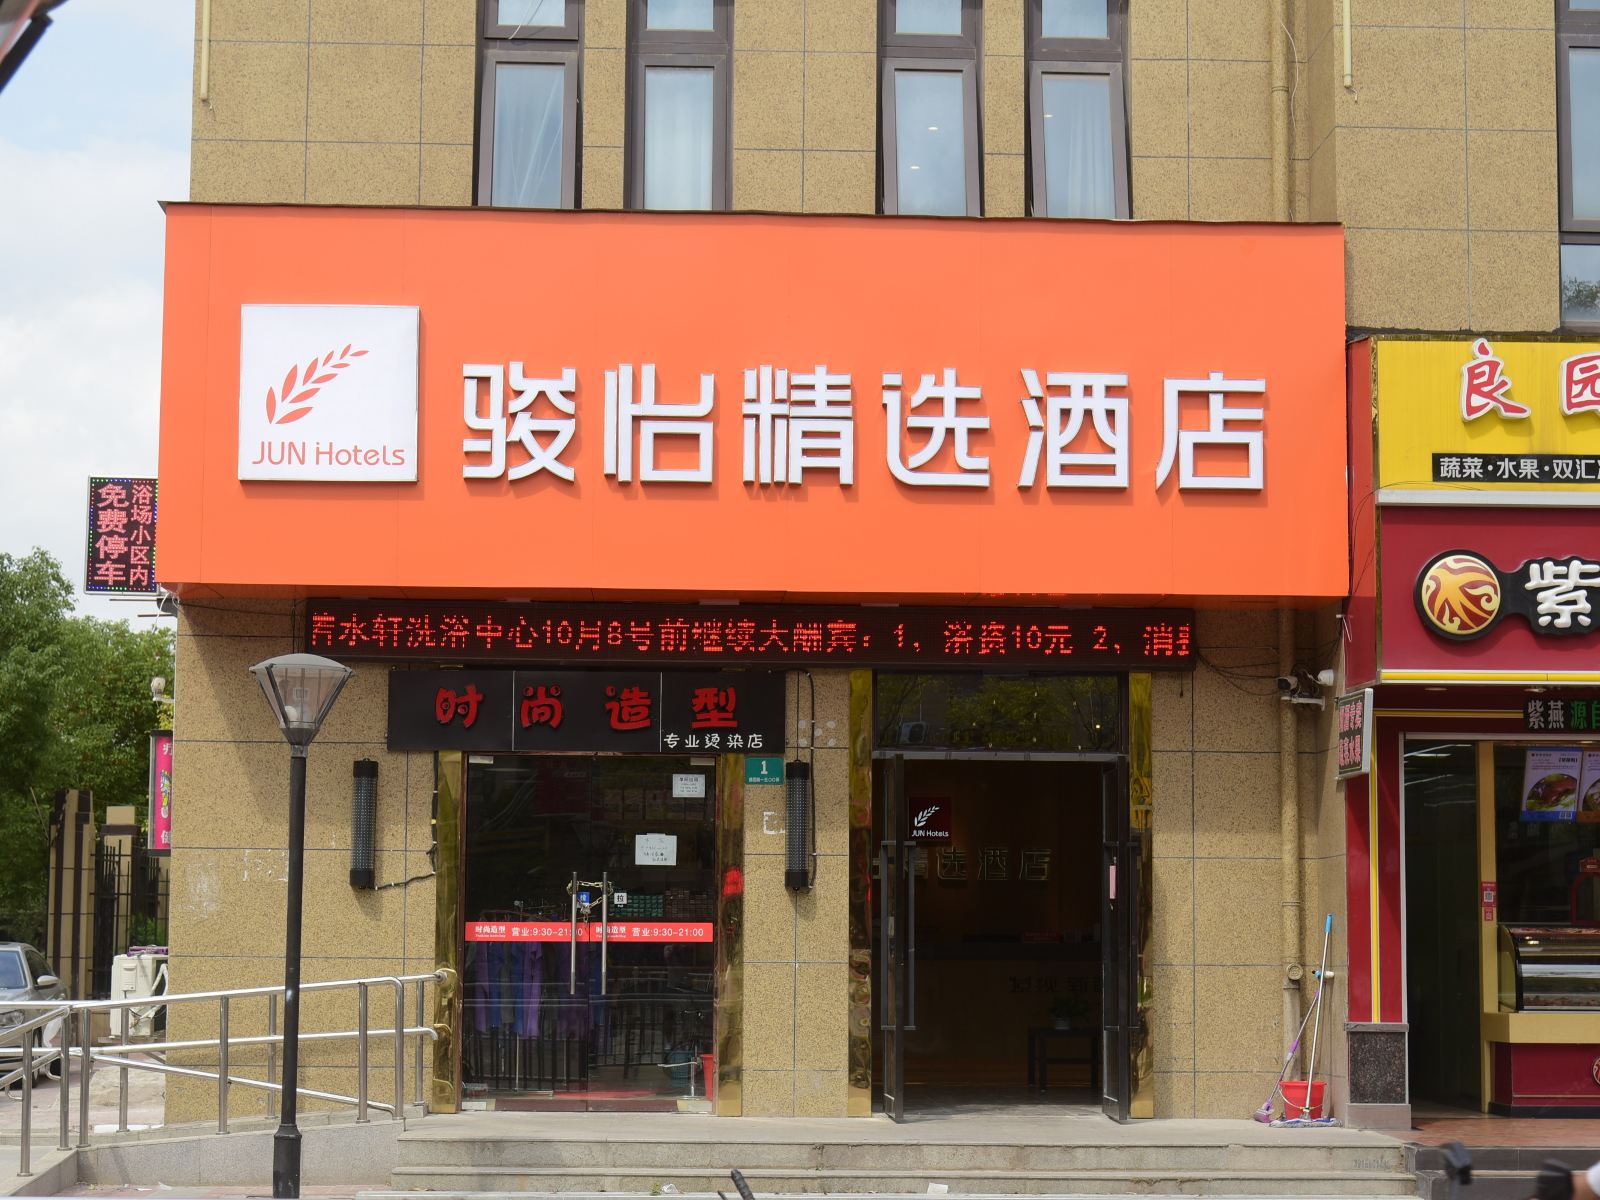 JUN Hotels
骏怡精选酒店
浴场小区内
免费停车
水轩洗浴中心10月8号前继续大酬宾：1，浴资10元 2，消
时尚造型
专业烫染店
1
JUN Hotels
精选酒店
拉
时尚造型 营业:9:30-21:00 时尚造型 营业:9:30-21:00
良园
蔬菜·水果·双汇
紫
紫燕 源自